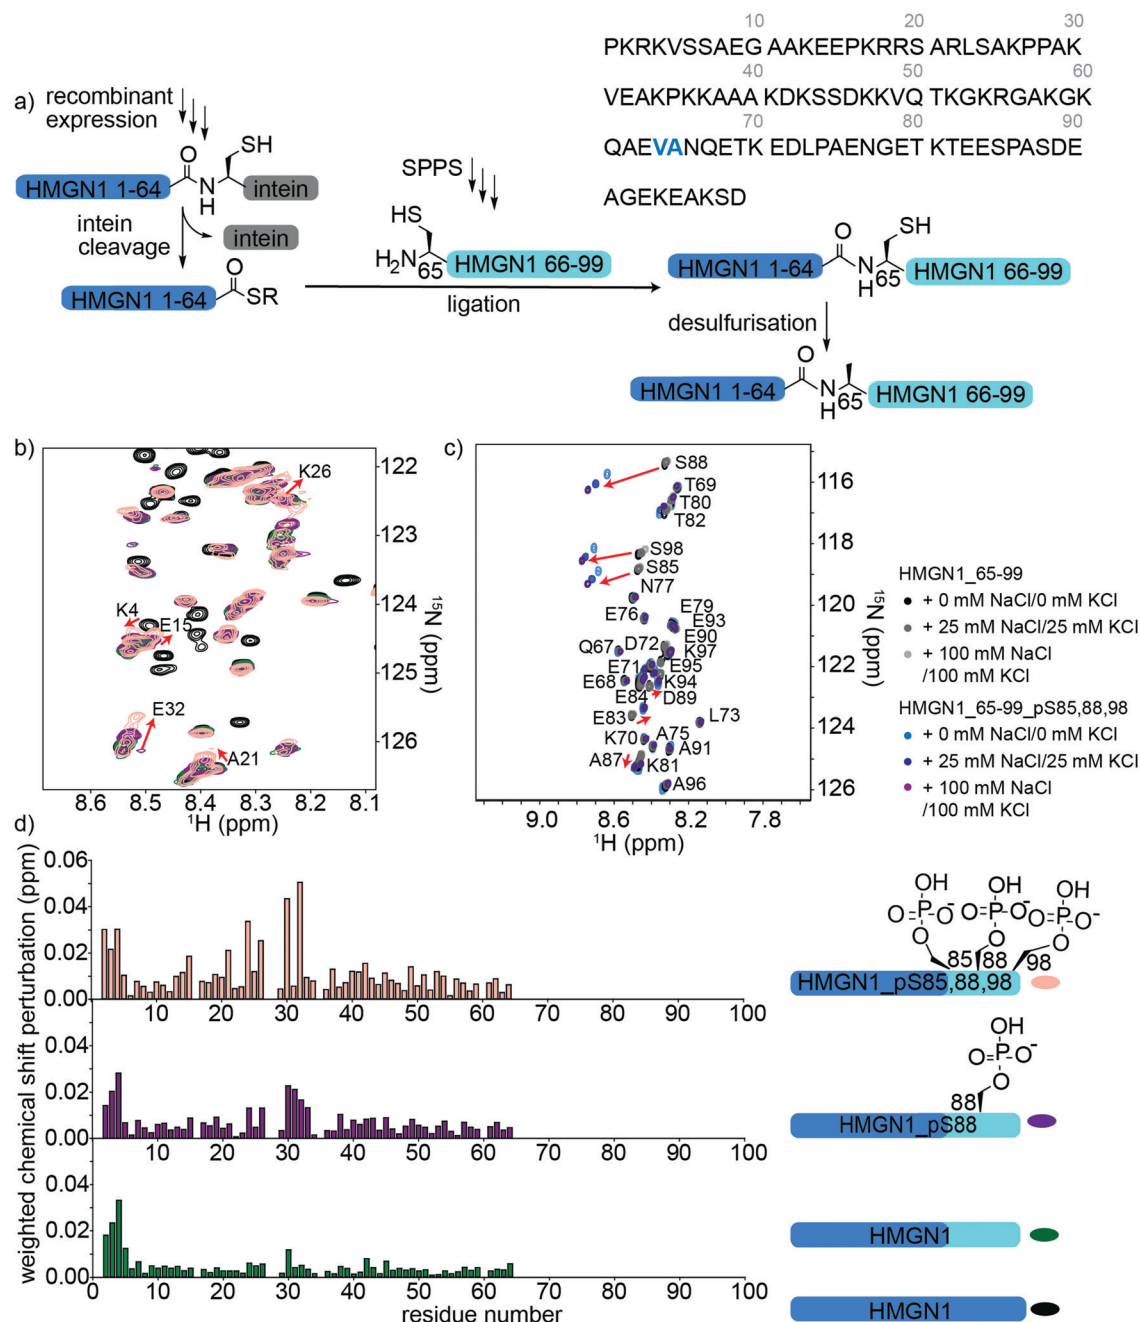 a)
recombinant
expression
HMGN1 1-64
O
N
H
SH
intein
intein
cleavage
intein
HMGN1 1-64
O
SR
SPPS
HS
H2N
65
HMGN1 66-99
ligation
10 20 30
PKRKVSSAEG AAKEEPKRRS ARLSAKPPAK
40 50 60
VEAKPKKAAA KDKSSDKKVQ TKGKRGAKGK
70 80 90
QAEVANQETK EDLPAENGET KTEESPASDE
AGEKEAKSD
HMGN1 1-64
O
N
H
65
SH
HMGN1 66-99
desulfurisation
HMGN1 1-64
O
N
H
65
HMGN1 66-99
b)
K26
K4
E15
E32
A21
122
123
124
125
126
15N (ppm)
8.6 8.5 8.4 8.3 8.2 8.1
1H (ppm)
c)
S88
T69
T80
T82
S98
S85
N77
E76
E79
E93
E90
K97
Q67
D72
E71
E95
E68
K94
E84
D89
E83
L73
K70
A75
A91
A87
K81
A96
116
118
120
122
124
126
15N (ppm)
9.0 8.6 8.2 7.8
1H (ppm)
HMGN1_65-99
+ 0 mM NaCl/0 mM KCl
+ 25 mM NaCl/25 mM KCl
+ 100 mM NaCl
/100 mM KCl
HMGN1_65-99_pS85,88,98
+ 0 mM NaCl/0 mM KCl
+ 25 mM NaCl/25 mM KCl
+ 100 mM NaCl
/100 mM KCl
d)
weighted chemical shift perturbation (ppm)
0.06
0.04
0.02
0.00
10 20 30 40 50 60 70 80 90 100
0.04
0.02
0.00
10 20 30 40 50 60 70 80 90 100
0.04
0.02
0.00
0 10 20 30 40 50 60 70 80 90 100
residue number
OH OH OH
O=P-O- O=P-O- O=P-O-
O O O
85 88 98
HMGN1_pS85,88,98
OH
O=P-O-
O
88
HMGN1_pS88
HMGN1
HMGN1